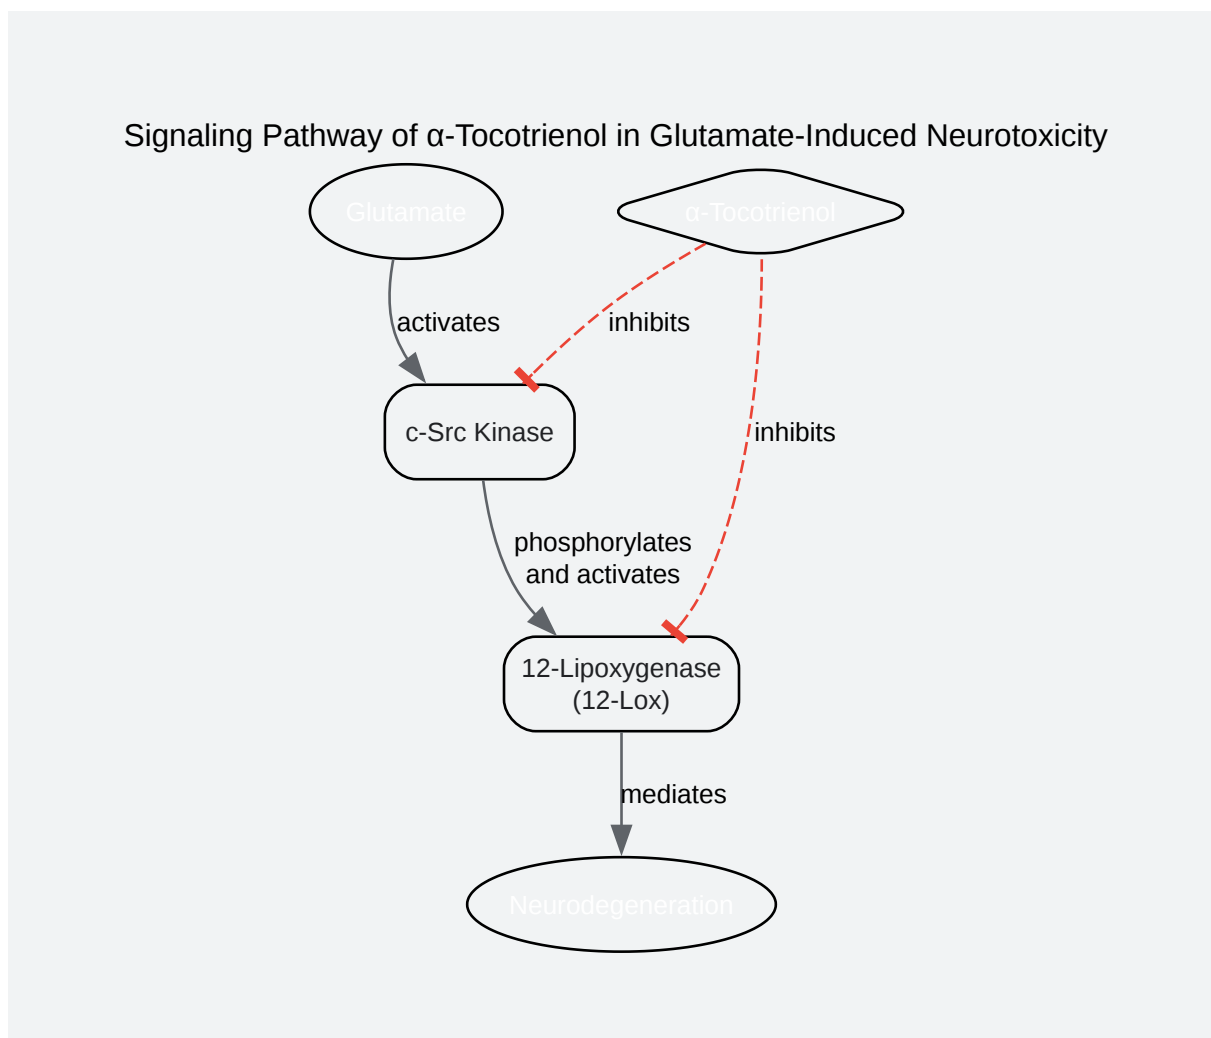 Signaling Pathway of α-Tocotrienol in Glutamate-Induced Neurotoxicity
Glutamate
α-Tocotrienol
activates
inhibits
c-Src Kinase
inhibits
phosphorylates
and activates
12-Lipoxygenase
(12-Lox)
mediates
Neurodegeneration